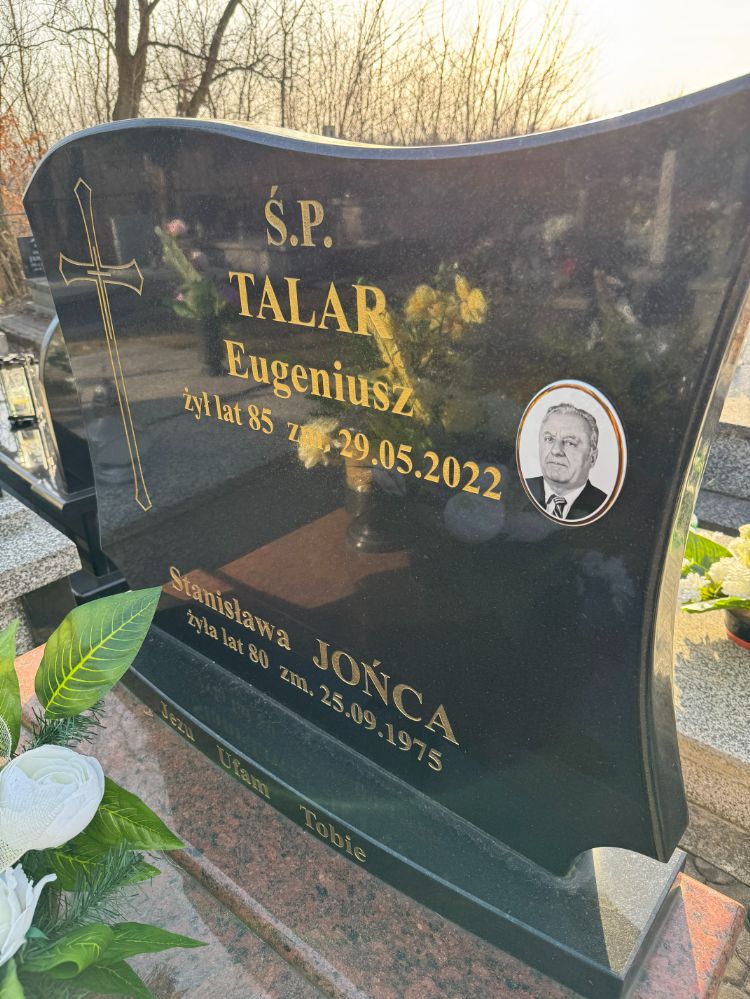 Ś.P.
TALAR
Eugeniusz
żył lat 85 zm. 29.05.2022
Stanisława JOŃCA
żyła lat 80 zm. 25.09.1975
Jezu Ufam Tobie